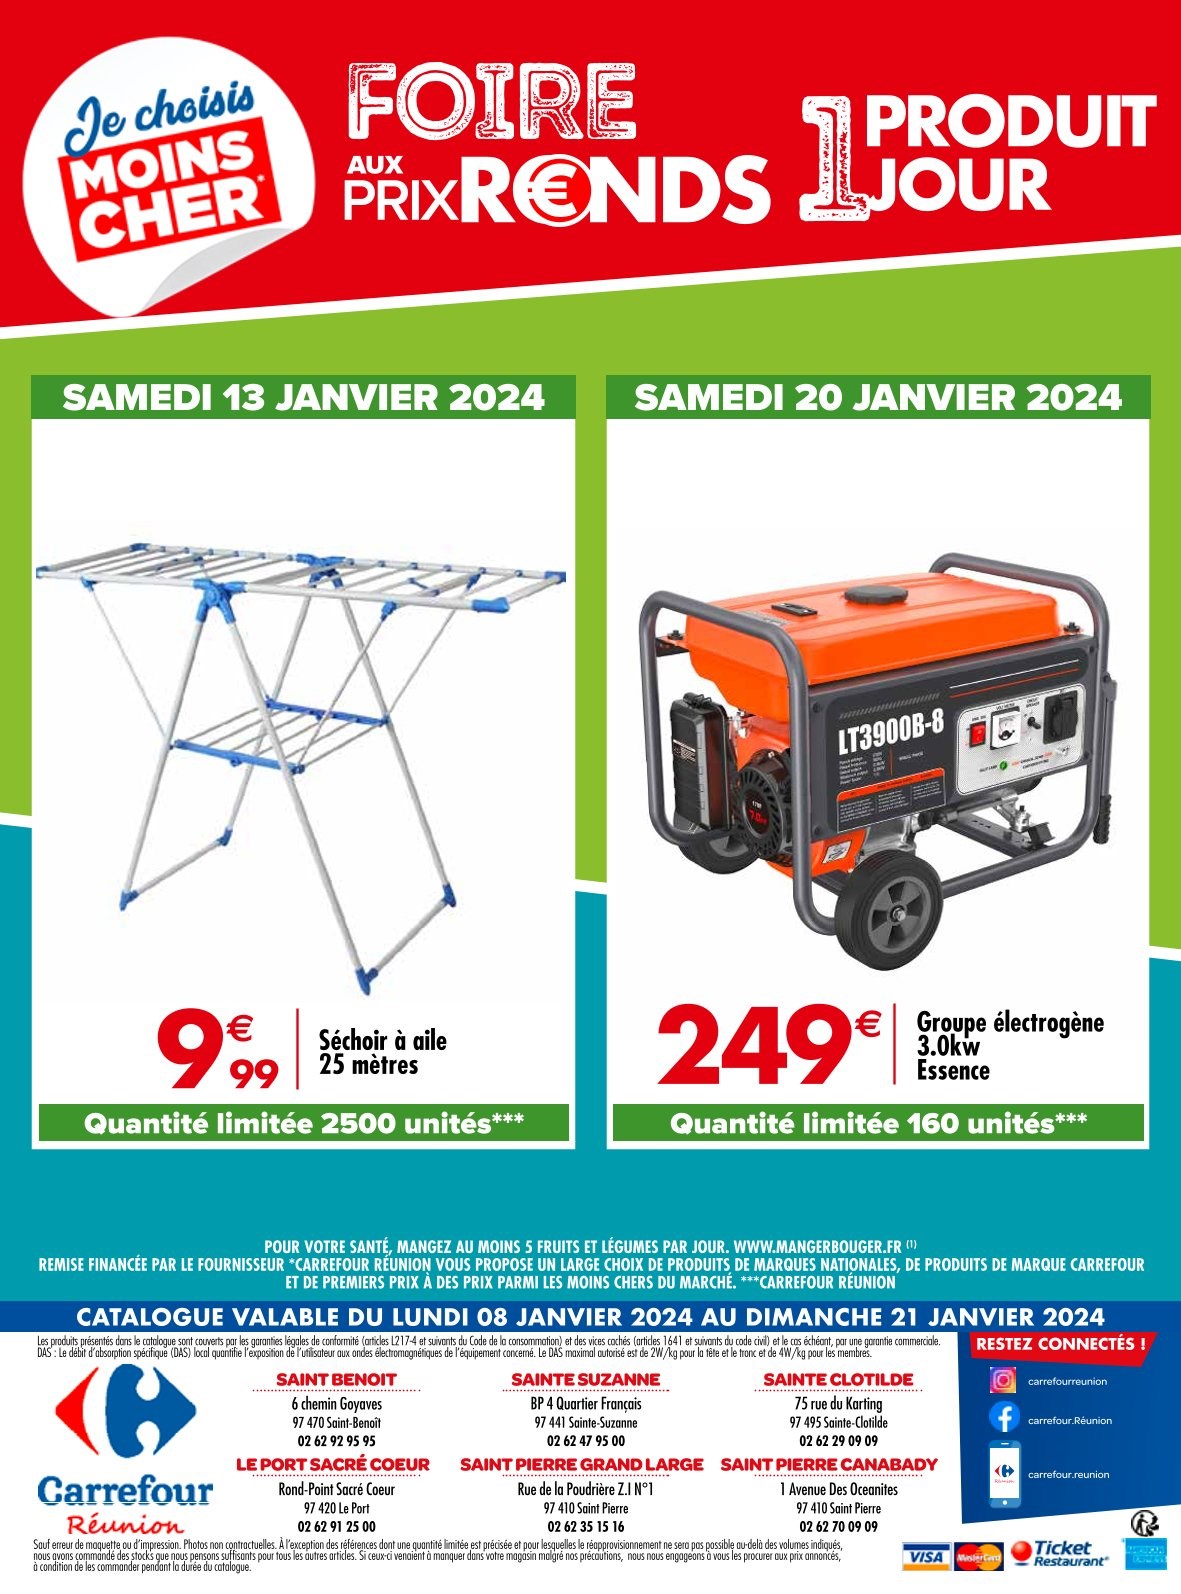 Je choisis
MOINS
CHER*
FOIRE
AUX
PRIX R€NDS
1 PRODUIT
JOUR
SAMEDI 13 JANVIER 2024
9€99
Séchoir à aile
25 mètres
Quantité limitée 2500 unités***
SAMEDI 20 JANVIER 2024
LT3900B-8
249€
Groupe électrogène
3.0kw
Essence
Quantité limitée 160 unités***
POUR VOTRE SANTÉ, MANGEZ AU MOINS 5 FRUITS ET LÉGUMES PAR JOUR. WWW.MANGERBOUGER.FR (1)
REMISE FINANCÉE PAR LE FOURNISSEUR *CARREFOUR RÉUNION VOUS PROPOSE UN LARGE CHOIX DE PRODUITS DE MARQUES NATIONALES, DE PRODUITS DE MARQUE CARREFOUR
ET DE PREMIERS PRIX À DES PRIX PARMI LES MOINS CHERS DU MARCHÉ. ***CARREFOUR RÉUNION
CATALOGUE VALABLE DU LUNDI 08 JANVIER 2024 AU DIMANCHE 21 JANVIER 2024
Les produits présentés dans le catalogue sont couverts par les garanties légales de conformité (articles L217-4 et suivants du Code de la consommation) et des vices cachés (articles 1641 et suivants du code civil) et le cas échéant, par une garantie commerciale.
DAS : Le débit d'absorption spécifique (DAS) local quantifie l'exposition de l'utilisateur aux ondes électromagnétiques de l'équipement concerné. Le DAS maximal autorisé est de 2W/kg pour la tête et le tronc et de 4W/kg pour les membres.
Carrefour
Réunion
SAINT BENOIT
6 chemin Goyaves
97 470 Saint-Benoît
02 62 92 95 95
SAINTE SUZANNE
BP 4 Quartier Français
97 441 Sainte-Suzanne
02 62 47 95 00
SAINTE CLOTILDE
75 rue du Karting
97 495 Sainte-Clotilde
02 62 29 09 09
LE PORT SACRÉ COEUR
Rond-Point Sacré Coeur
97 420 Le Port
02 62 91 25 00
SAINT PIERRE GRAND LARGE
Rue de la Poudrière Z.I N°1
97 410 Saint Pierre
02 62 35 15 16
SAINT PIERRE CANABADY
1 Avenue Des Oceanites
97 410 Saint Pierre
02 62 70 09 09
RESTEZ CONNECTÉS !
carrefourreunion
carrefour.Réunion
carrefour.reunion
Sauf erreur de maquette ou d'impression. Photos non contractuelles. À l'exception des références dont une quantité limitée est précisée et pour lesquelles le réapprovisionnement ne sera pas possible au-delà des volumes indiqués,
nous avons commandé des stocks que nous pensons suffisants pour tous les autres articles. Si ceux-ci venaient à manquer dans votre magasin malgré nos précautions, nous nous engageons à vous les procurer aux prix annoncés,
à condition de les commander pendant la durée du catalogue.
VISA
MasterCard
Ticket
Restaurant